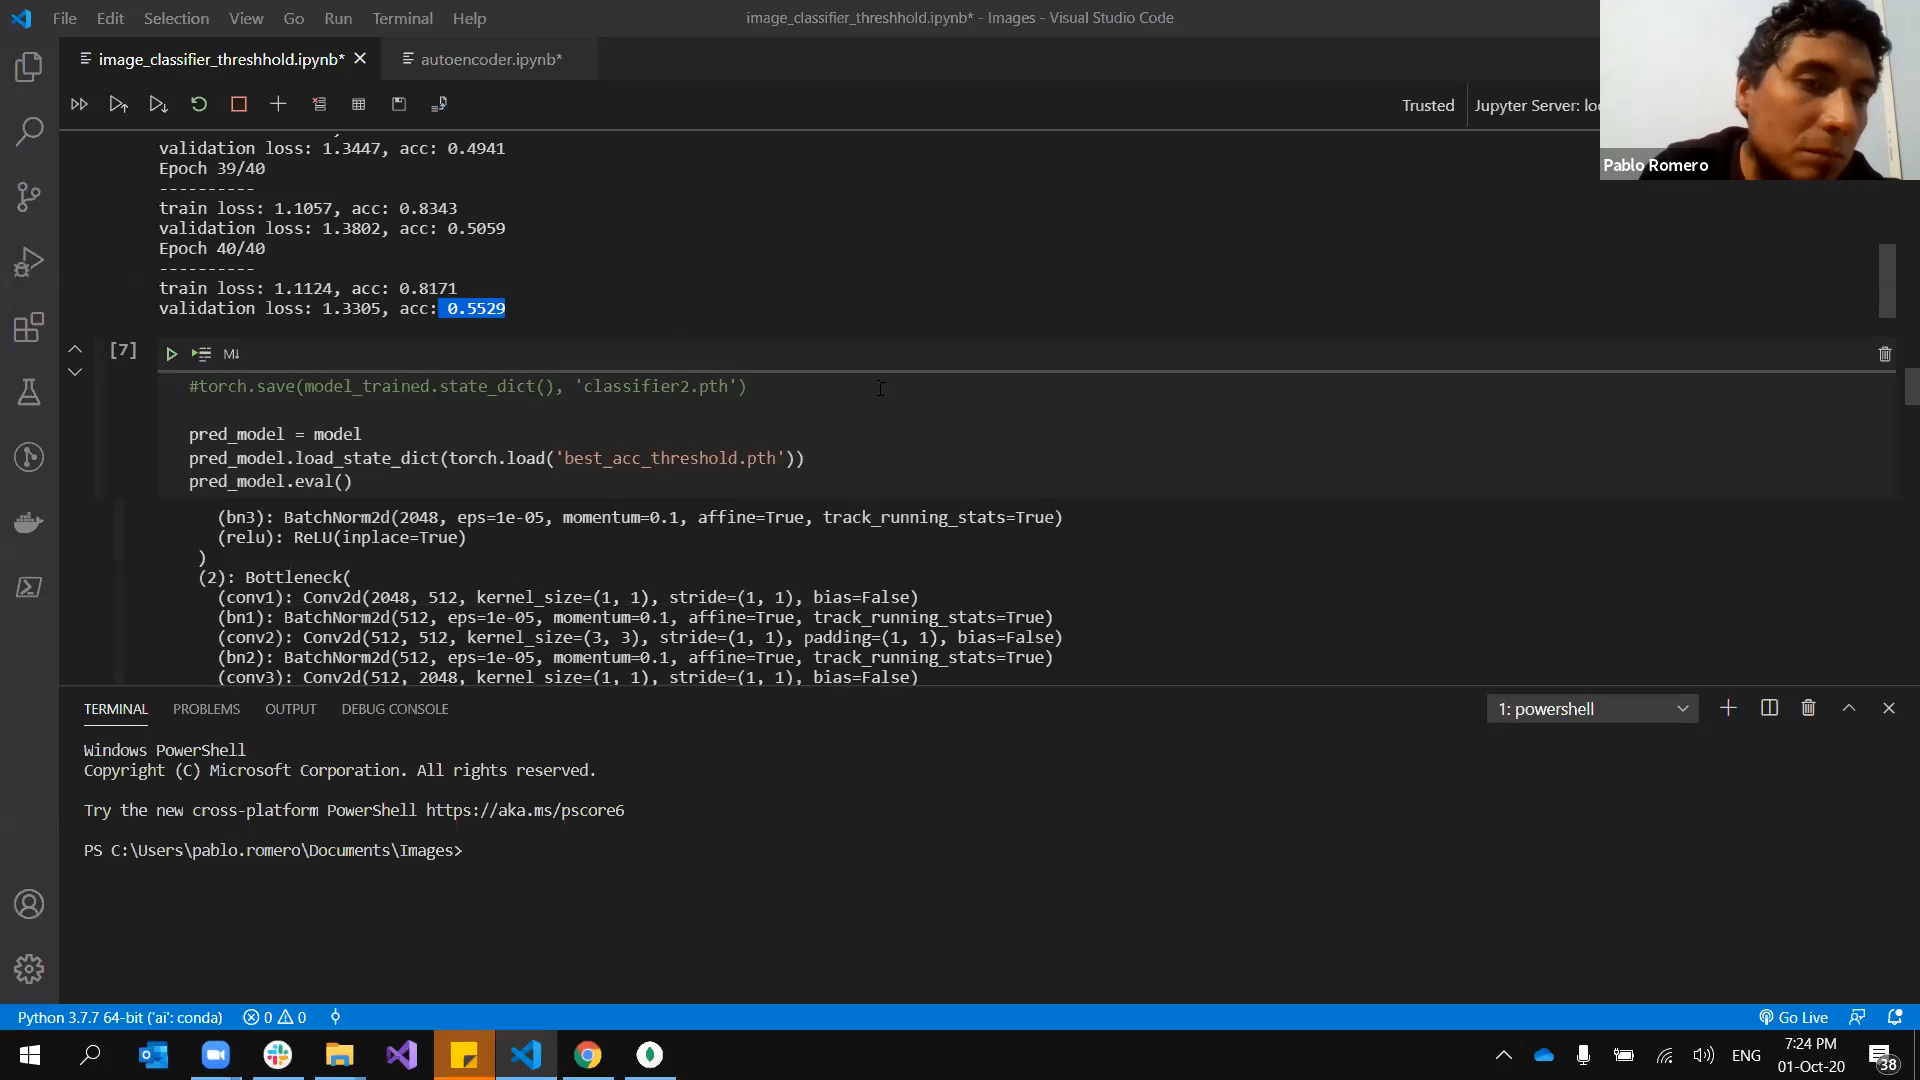 File Edit Selection View Go Run Terminal Help
image_classifier_threshhold.ipynb* - Images - Visual Studio Code
image_classifier_threshhold.ipynb*
autoencoder.ipynb*
Trusted
Jupyter Server:
Pablo Romero
validation loss: 1.3447, acc: 0.4941
Epoch 39/40
----------
train loss: 1.1057, acc: 0.8343
validation loss: 1.3802, acc: 0.5059
Epoch 40/40
----------
train loss: 1.1124, acc: 0.8171
validation loss: 1.3305, acc: 0.5529
[7]
M↓
#torch.save(model_trained.state_dict(), 'classifier2.pth')
pred_model = model
pred_model.load_state_dict(torch.load('best_acc_threshold.pth'))
pred_model.eval()
(bn3): BatchNorm2d(2048, eps=1e-05, momentum=0.1, affine=True, track_running_stats=True)
(relu): ReLU(inplace=True)
)
(2): Bottleneck(
(conv1): Conv2d(2048, 512, kernel_size=(1, 1), stride=(1, 1), bias=False)
(bn1): BatchNorm2d(512, eps=1e-05, momentum=0.1, affine=True, track_running_stats=True)
(conv2): Conv2d(512, 512, kernel_size=(3, 3), stride=(1, 1), padding=(1, 1), bias=False)
(bn2): BatchNorm2d(512, eps=1e-05, momentum=0.1, affine=True, track_running_stats=True)
(conv3): Conv2d(512, 2048, kernel_size=(1, 1), stride=(1, 1), bias=False)
TERMINAL PROBLEMS OUTPUT DEBUG CONSOLE
1: powershell
Windows PowerShell
Copyright (C) Microsoft Corporation. All rights reserved.
Try the new cross-platform PowerShell https://aka.ms/pscore6
PS C:\Users\pablo.romero\Documents\Images>
Python 3.7.7 64-bit ('ai': conda) 0 0
Go Live
ENG
7:24 PM
01-Oct-20
38